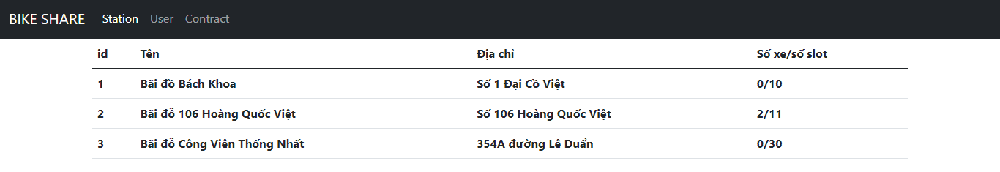 BIKE SHARE Station User Contract
id Tên Địa chỉ Số xe/số slot
1 Bãi đồ Bách Khoa Số 1 Đại Cồ Việt 0/10
2 Bãi đỗ 106 Hoàng Quốc Việt Số 106 Hoàng Quốc Việt 2/11
3 Bãi đỗ Công Viên Thống Nhất 354A đường Lê Duẩn 0/30